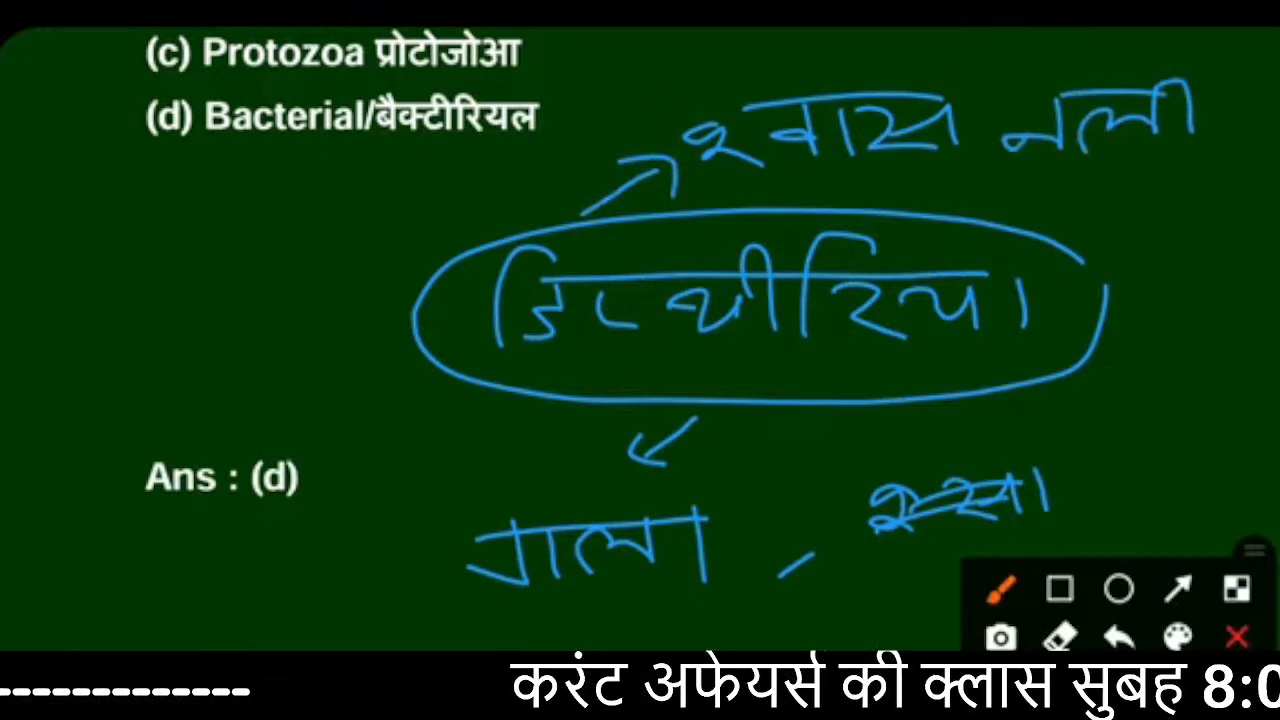 (c) Protozoa प्रोटोजोआ
(d) Bacterial/बैक्टीरियल
श्वास नली
डिप्थीरिया
Ans : (d)
गला ,
करंट अफेयर्स की क्लास सुबह 8:0